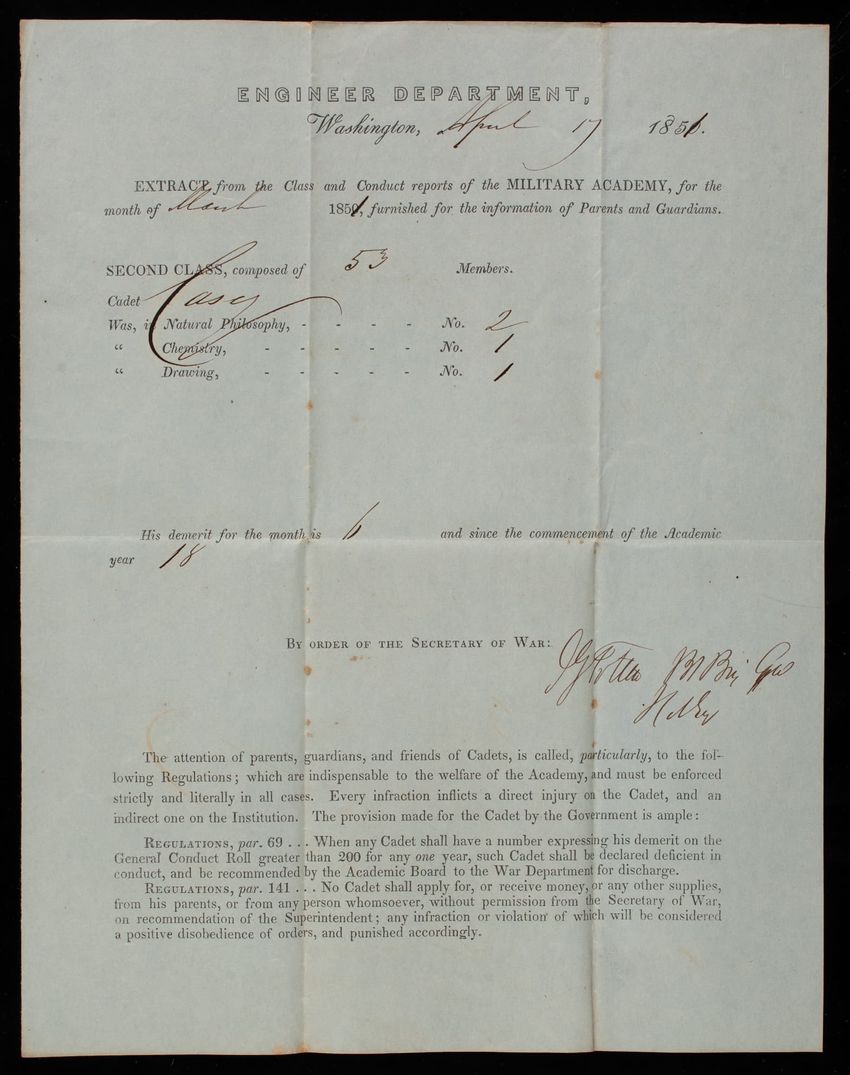 ENGINEER DEPARTMENT,
Washington, April 17 1851.
EXTRACT from the Class and Conduct reports of the MILITARY ACADEMY, for the
month of March 1851, furnished for the information of Parents and Guardians.
SECOND CLASS, composed of 53 Members.
Cadet Casey
Was, in Natural Philosophy, - - - - No. 2
“ Chemistry, - - - - - No. 1
“ Drawing, - - - - - No. 1
His demerit for the month is 6 and since the commencement of the Academic
year 18
BY ORDER OF THE SECRETARY OF WAR:
Bt Brig
The attention of parents, guardians, and friends of Cadets, is called, particularly, to the fol-
lowing Regulations; which are indispensable to the welfare of the Academy, and must be enforced
strictly and literally in all cases. Every infraction inflicts a direct injury on the Cadet, and an
indirect one on the Institution. The provision made for the Cadet by the Government is ample:
REGULATIONS, par. 69 . . . When any Cadet shall have a number expressing his demerit on the
General Conduct Roll greater than 200 for any one year, such Cadet shall be declared deficient in
conduct, and be recommended by the Academic Board to the War Department for discharge.
REGULATIONS, par. 141 . . . No Cadet shall apply for, or receive money, or any other supplies,
from his parents, or from any person whomsoever, without permission from the Secretary of War,
on recommendation of the Superintendent; any infraction or violation of which will be considered
a positive disobedience of orders, and punished accordingly.